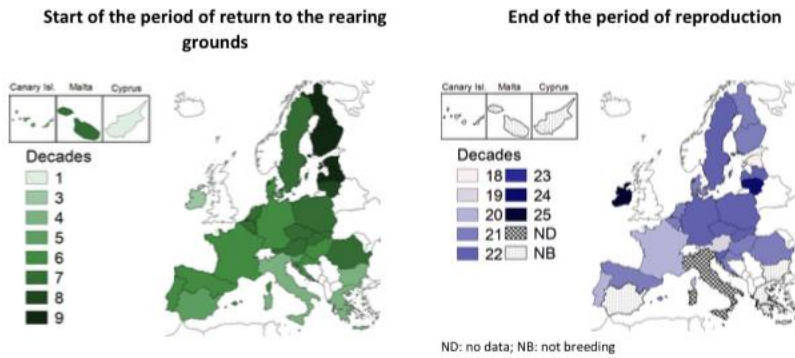 Start of the period of return to the rearing
grounds
Canary Isl. Malta Cyprus
Decades
1
3
4
5
6
7
8
9
End of the period of reproduction
Canary Isl. Malta Cyprus
Decades
18 23
19 24
20 25
21 ND
22 NB
ND: no data; NB: not breeding